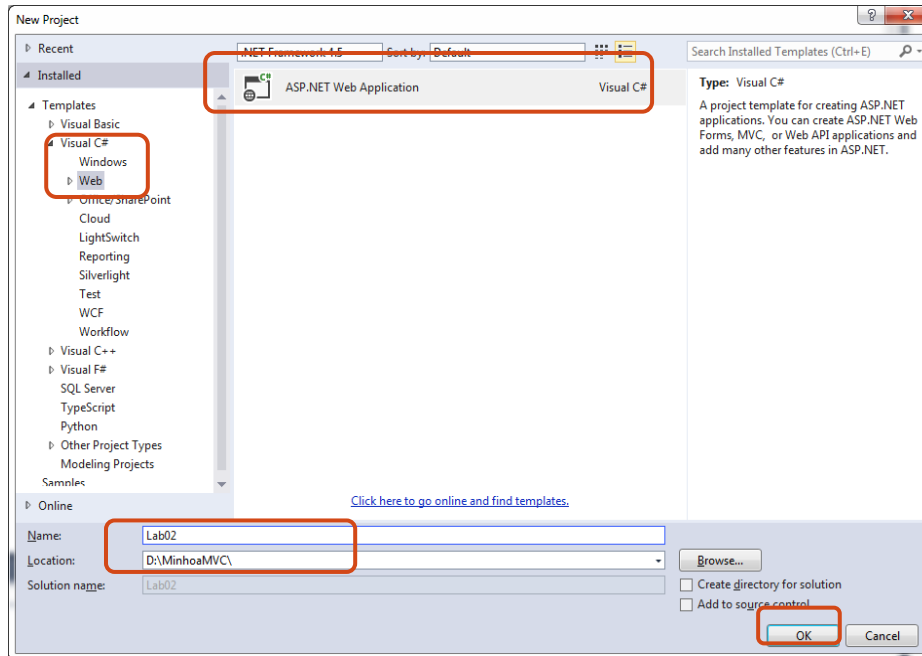 New Project
Recent
.NET Framework 4.5 Sort by: Default
Search Installed Templates (Ctrl+E)
Installed
Templates
Visual Basic
Visual C#
Windows
Web
Office/SharePoint
Cloud
LightSwitch
Reporting
Silverlight
Test
WCF
Workflow
Visual C++
Visual F#
SQL Server
TypeScript
Python
Other Project Types
Modeling Projects
Samples
Online
C#
ASP.NET Web Application Visual C#
Click here to go online and find templates.
Type: Visual C#
A project template for creating ASP.NET
applications. You can create ASP.NET Web
Forms, MVC, or Web API applications and
add many other features in ASP.NET.
Name: Lab02
Location: D:\MinhoaMVC\
Browse...
Solution name: Lab02
Create directory for solution
Add to source control
OK Cancel